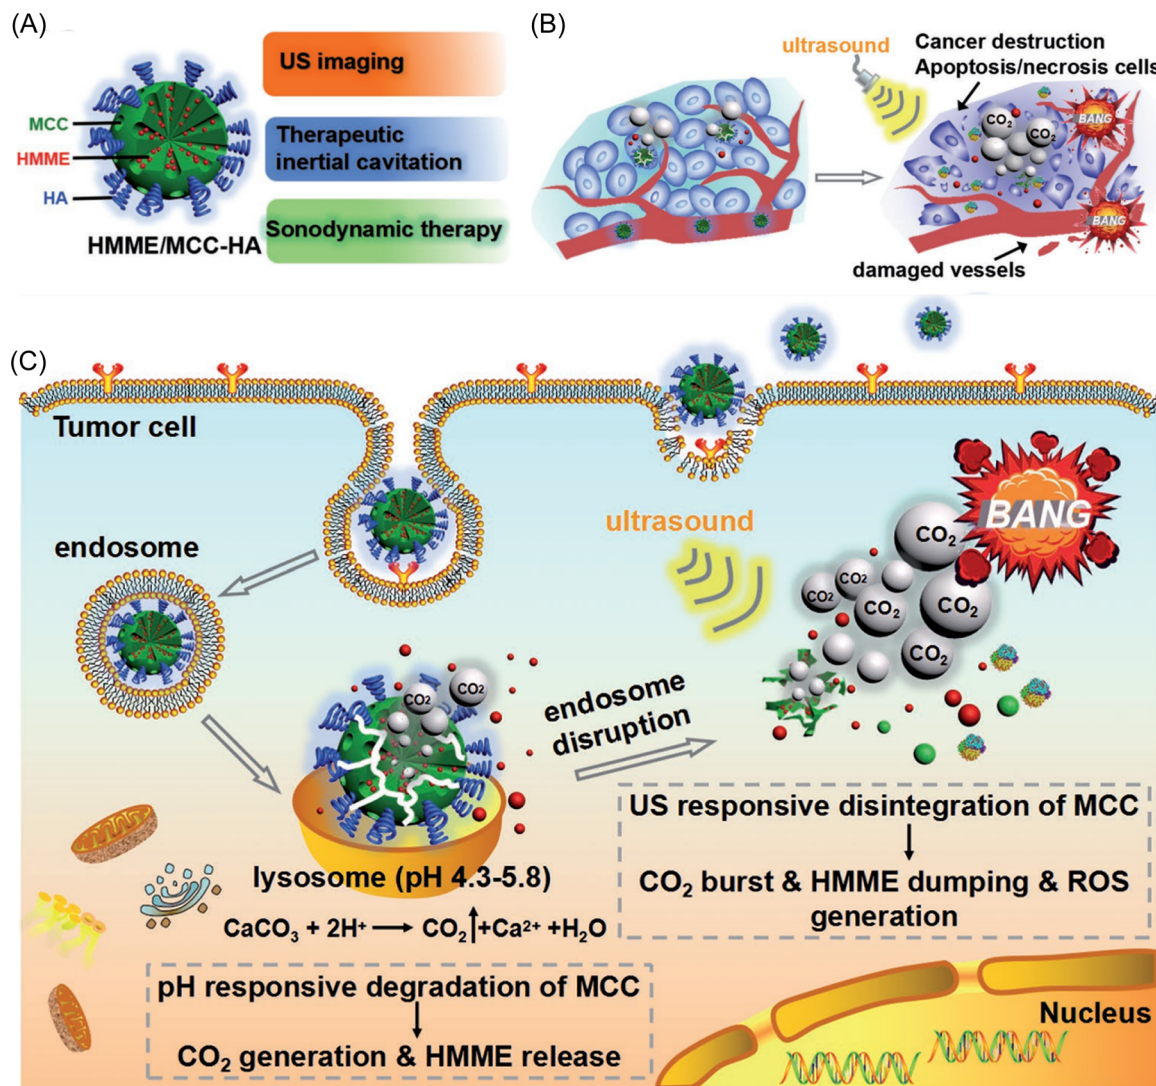 (A)
US imaging
MCC
HMME
HA
Therapeutic
inertial cavitation
Sonodynamic therapy
HMME/MCC-HA
(B)
ultrasound
Cancer destruction
Apoptosis/necrosis cells
CO₂
CO₂
BANG
BANG
damaged vessels
(C)
Tumor cell
endosome
ultrasound
BANG
CO₂
CO₂
CO₂
CO₂
CO₂
CO₂
CO₂
CO₂
endosome
disruption
lysosome (pH 4.3-5.8)
CaCO₃ + 2H⁺ ⟶ CO₂↑+Ca²⁺ +H₂O
pH responsive degradation of MCC
↓
CO₂ generation & HMME release
US responsive disintegration of MCC
↓
CO₂ burst & HMME dumping & ROS
generation
Nucleus